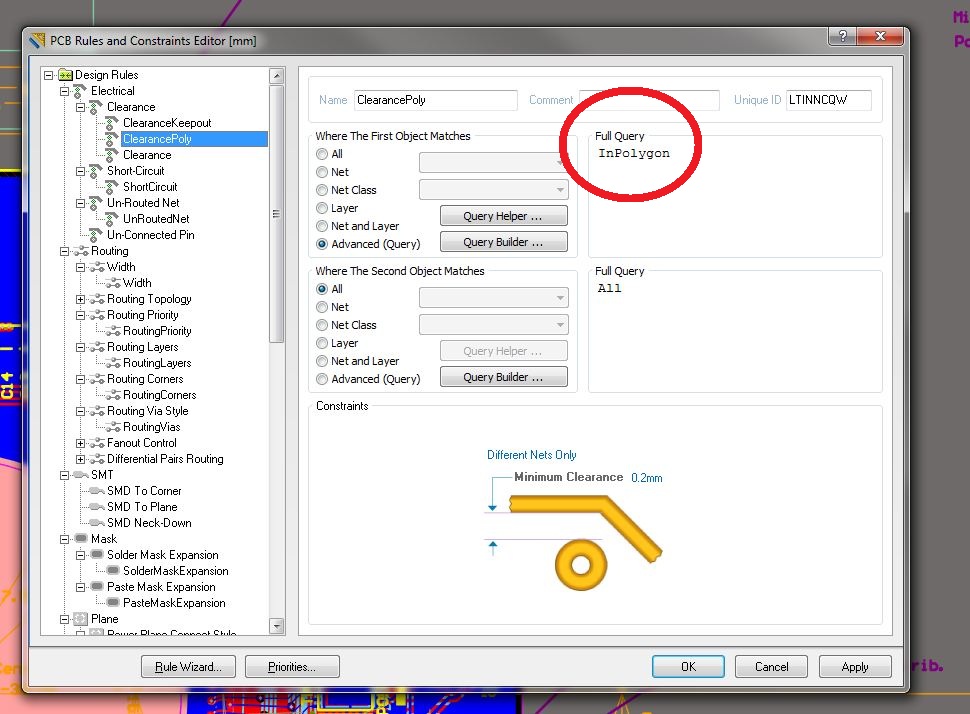 PCB Rules and Constraints Editor [mm]
?
Design Rules
Electrical
Clearance
ClearanceKeepout
ClearancePoly
Clearance
Short-Circuit
ShortCircuit
Un-Routed Net
UnRoutedNet
Un-Connected Pin
Routing
Width
Width
Routing Topology
Routing Priority
RoutingPriority
Routing Layers
RoutingLayers
Routing Corners
RoutingCorners
Routing Via Style
RoutingVias
Fanout Control
Differential Pairs Routing
SMT
SMD To Corner
SMD To Plane
SMD Neck-Down
Mask
Solder Mask Expansion
SolderMaskExpansion
Paste Mask Expansion
PasteMaskExpansion
Plane
Power Plane Connect Style
Name ClearancePoly Comment Unique ID LTINNCQW
Where The First Object Matches
All
Net
Net Class
Layer
Net and Layer
Advanced (Query)
Query Helper ...
Query Builder ...
Full Query
InPolygon
Where The Second Object Matches
All
Net
Net Class
Layer
Net and Layer
Advanced (Query)
Query Helper ...
Query Builder ...
Full Query
All
Constraints
Different Nets Only
Minimum Clearance 0.2mm
Rule Wizard... Priorities... OK Cancel Apply
C14
Mi
Po
rib.